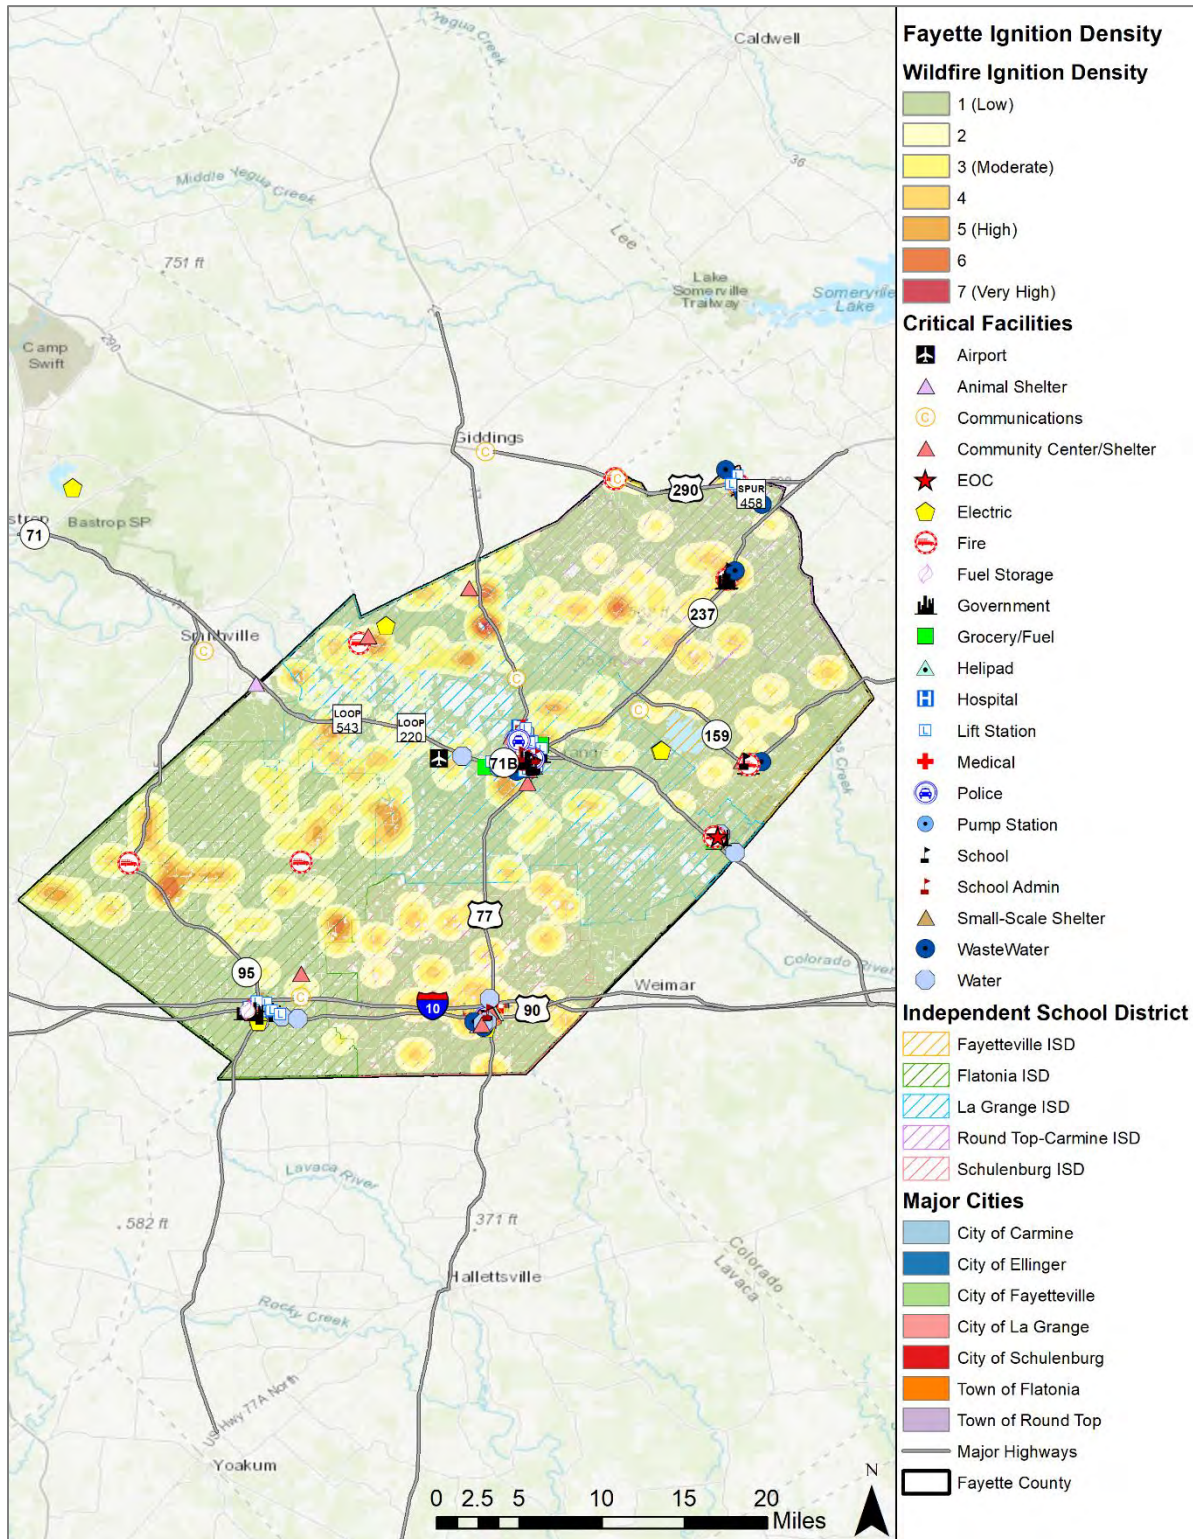 Caldwell
Yegua Creek
36
Middle Yegua Creek
Lee
751 ft
Lake
Somerville
Trailway
Somerville
Lake
Camp
Swift
290
Giddings
290
SPUR
458
Bastrop SP
71
237
Smithville
LOOP
543
LOOP
220
159
71B
77
95
10
90
Weimar
Colorado River
Lavaca River
582 ft
371 ft
Colorado
Lavaca
Hallettsville
Rocky Creek
US Hwy 77A North
Yoakum
N
0 2.5 5 10 15 20
Miles
Fayette Ignition Density
Wildfire Ignition Density
1 (Low)
2
3 (Moderate)
4
5 (High)
6
7 (Very High)
Critical Facilities
Airport
Animal Shelter
C Communications
Community Center/Shelter
EOC
Electric
Fire
Fuel Storage
Government
Grocery/Fuel
Helipad
H Hospital
L Lift Station
Medical
Police
Pump Station
School
School Admin
Small-Scale Shelter
WasteWater
Water
Independent School District
Fayetteville ISD
Flatonia ISD
La Grange ISD
Round Top-Carmine ISD
Schulenburg ISD
Major Cities
City of Carmine
City of Ellinger
City of Fayetteville
City of La Grange
City of Schulenburg
Town of Flatonia
Town of Round Top
Major Highways
Fayette County